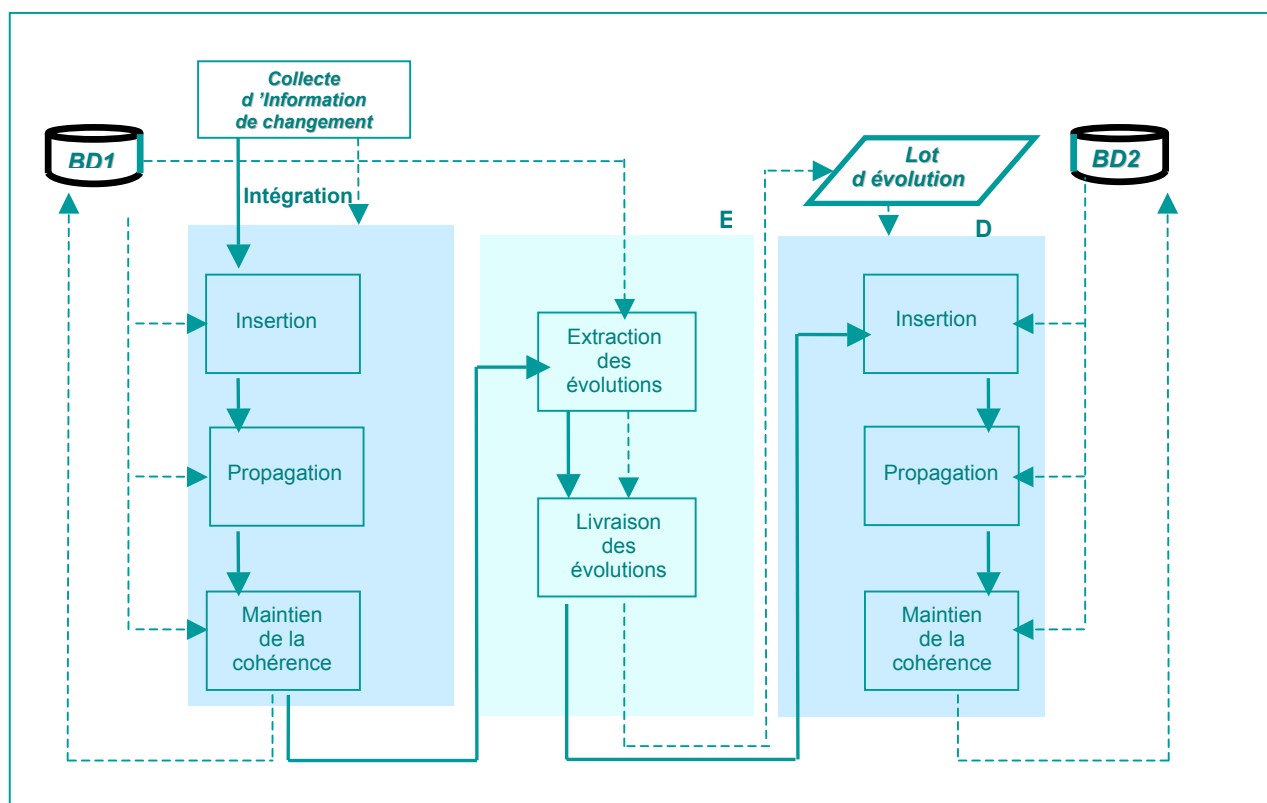 Collecte
d ’Information
de changement
BD1
Lot
d évolution
BD2
Intégration
E
D
Insertion
Propagation
Maintien
de la
cohérence
Extraction
des
évolutions
Livraison
des
évolutions
Insertion
Propagation
Maintien
de la
cohérence